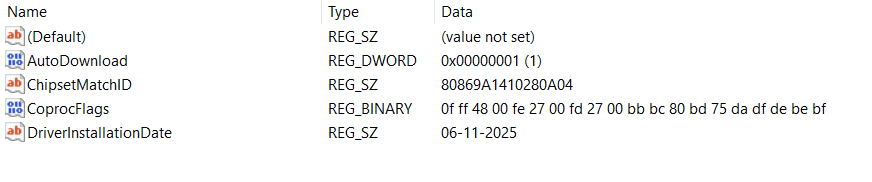 Name Type Data
(Default) REG_SZ (value not set)
AutoDownload REG_DWORD 0x00000001 (1)
ChipsetMatchID REG_SZ 80869A1410280A04
CoprocFlags REG_BINARY 0f ff 48 00 fe 27 00 fd 27 00 bb bc 80 bd 75 da df de be bf
DriverInstallationDate REG_SZ 06-11-2025